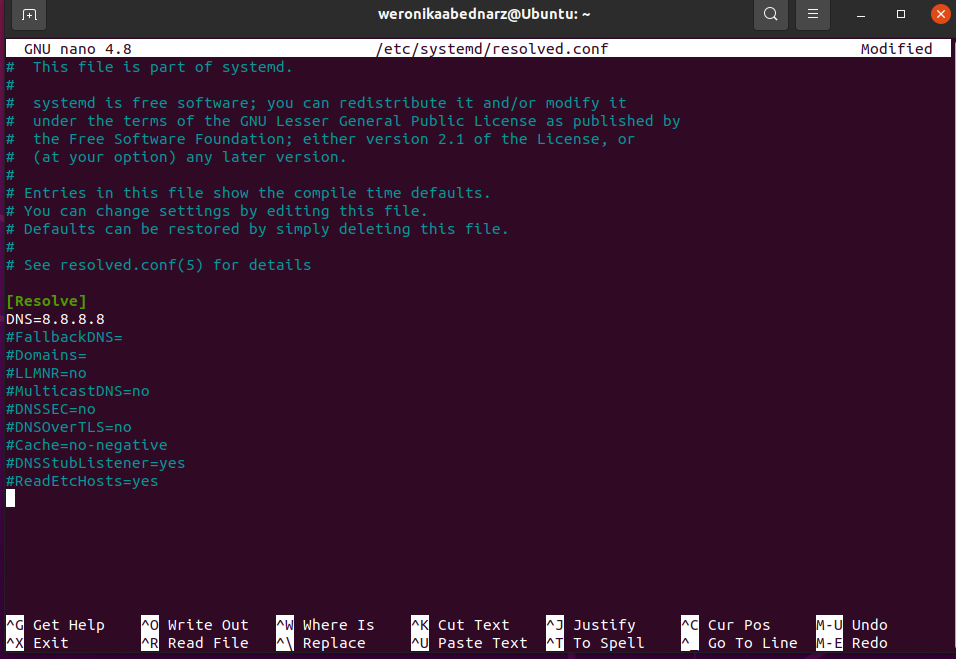 weronikaabednarz@Ubuntu: ~
GNU nano 4.8 /etc/systemd/resolved.conf Modified
#  This file is part of systemd.
#
#  systemd is free software; you can redistribute it and/or modify it
#  under the terms of the GNU Lesser General Public License as published by
#  the Free Software Foundation; either version 2.1 of the License, or
#  (at your option) any later version.
#
# Entries in this file show the compile time defaults.
# You can change settings by editing this file.
# Defaults can be restored by simply deleting this file.
#
# See resolved.conf(5) for details
[Resolve]
DNS=8.8.8.8
#FallbackDNS=
#Domains=
#LLMNR=no
#MulticastDNS=no
#DNSSEC=no
#DNSOverTLS=no
#Cache=no-negative
#DNSStubListener=yes
#ReadEtcHosts=yes
^G Get Help ^O Write Out ^W Where Is ^K Cut Text ^J Justify ^C Cur Pos M-U Undo
^X Exit ^R Read File ^\ Replace ^U Paste Text ^T To Spell ^_ Go To Line M-E Redo